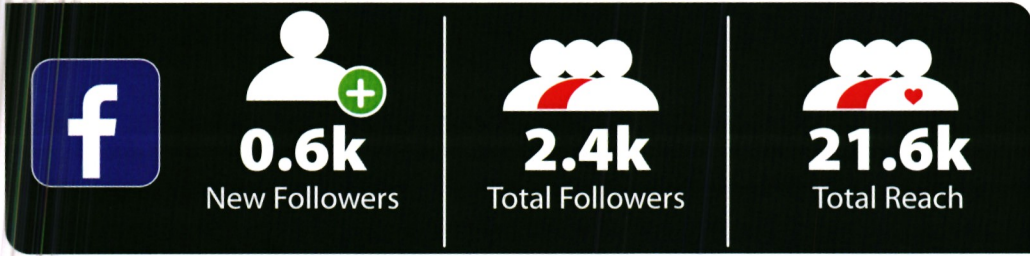 f
0.6k
New Followers
2.4k
Total Followers
21.6k
Total Reach